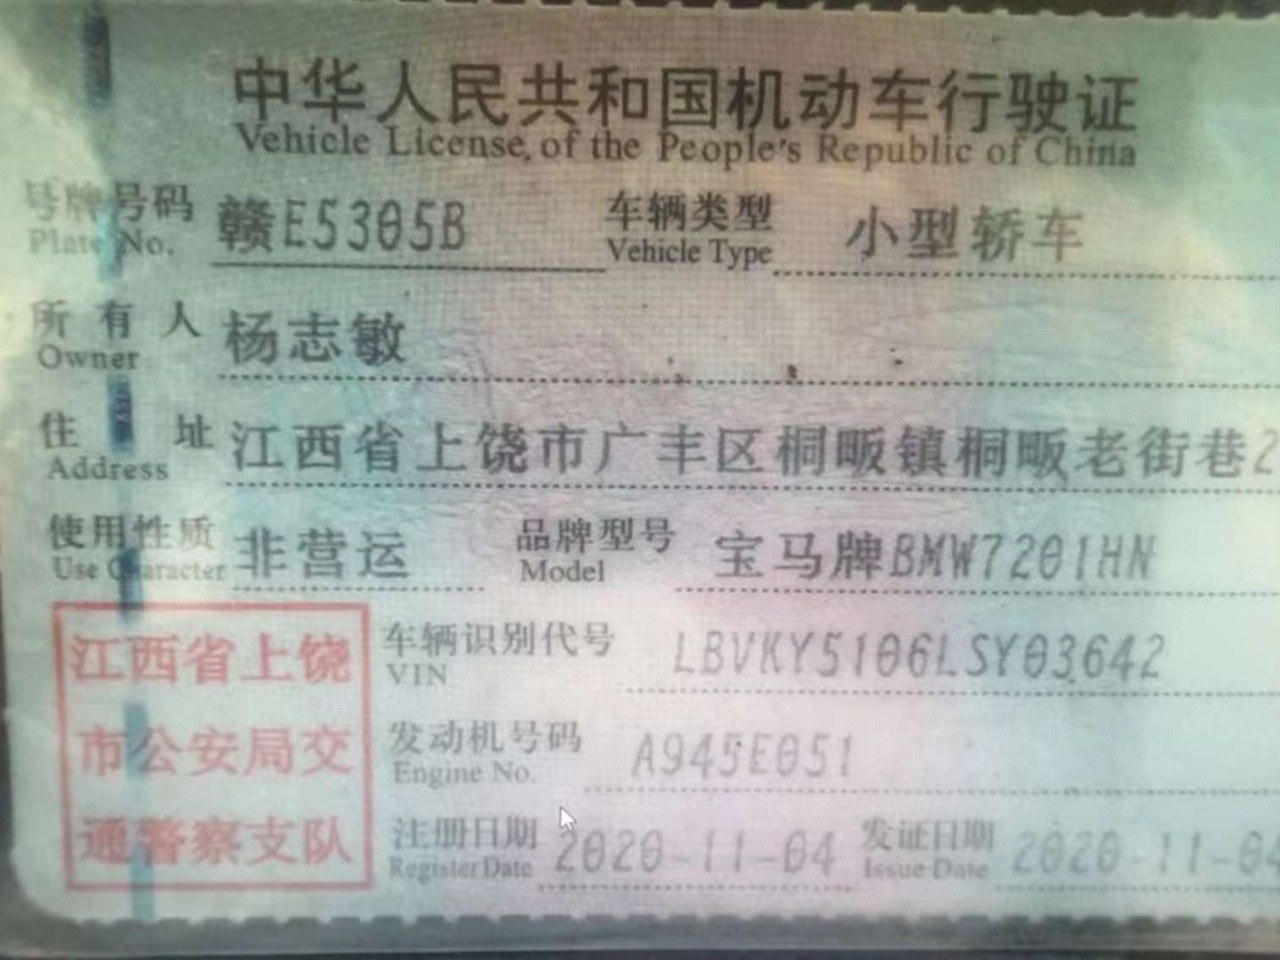 中华人民共和国机动车行驶证
Vehicle License of the People's Republic of China
号牌号码 赣E5305B 车辆类型 小型轿车
Plate No. Vehicle Type
所有人 杨志敏
Owner
住址 江西省上饶市广丰区桐畈镇桐畈老街巷2
Address
使用性质 非营运 品牌型号 宝马牌BMW7201HN
Use Character Model
江西省上饶 车辆识别代号 LBVKY5106LSY03642
VIN
市公安局交 发动机号码 A945E051
Engine No.
通警察支队 注册日期 2020-11-04 发证日期 2020-11-04
Register Date Issue Date